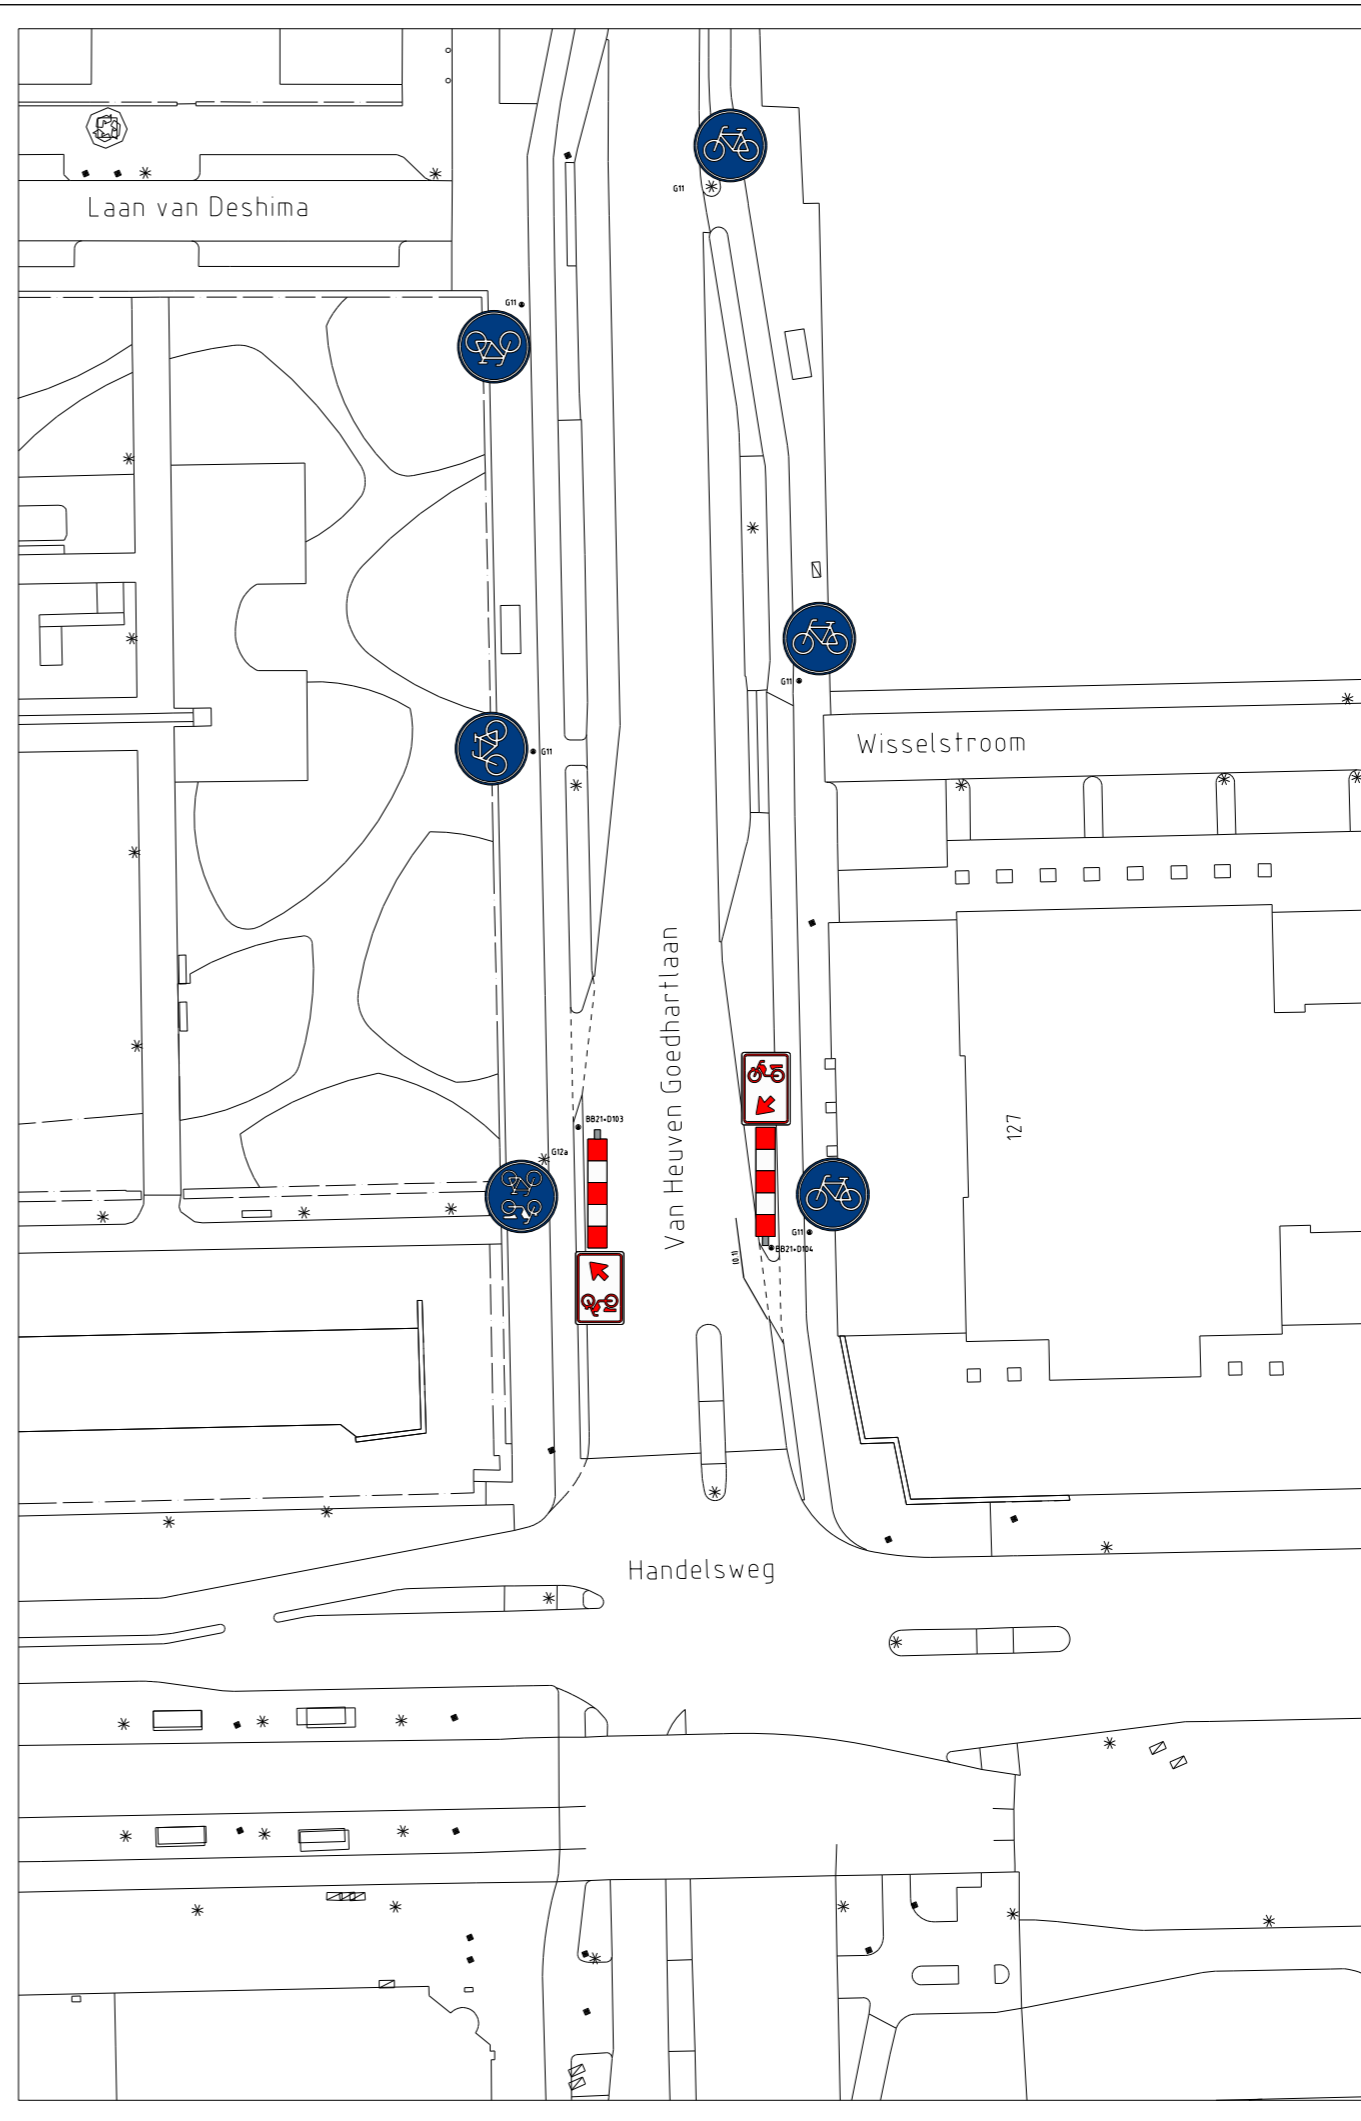 G11
Laan van Deshima
G11
G11
Wisselstroom
G11
Van Heuven Goedhartlaan
BB21+D103
127
G12a
G11
BB21+D104
Handelsweg